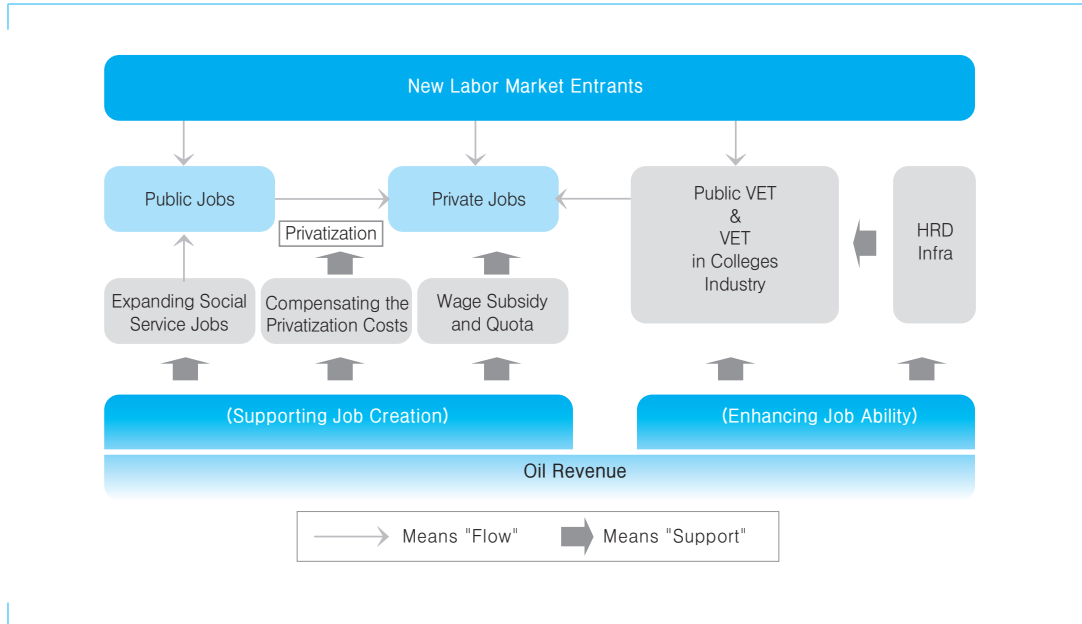 New Labor Market Entrants
Public Jobs
Private Jobs
Privatization
Public VET
&
VET
in Colleges
Industry
HRD
Infra
Expanding Social
Service Jobs
Compensating the
Privatization Costs
Wage Subsidy
and Quota
(Supporting Job Creation)
(Enhancing Job Ability)
Oil Revenue
Means "Flow"
Means "Support"